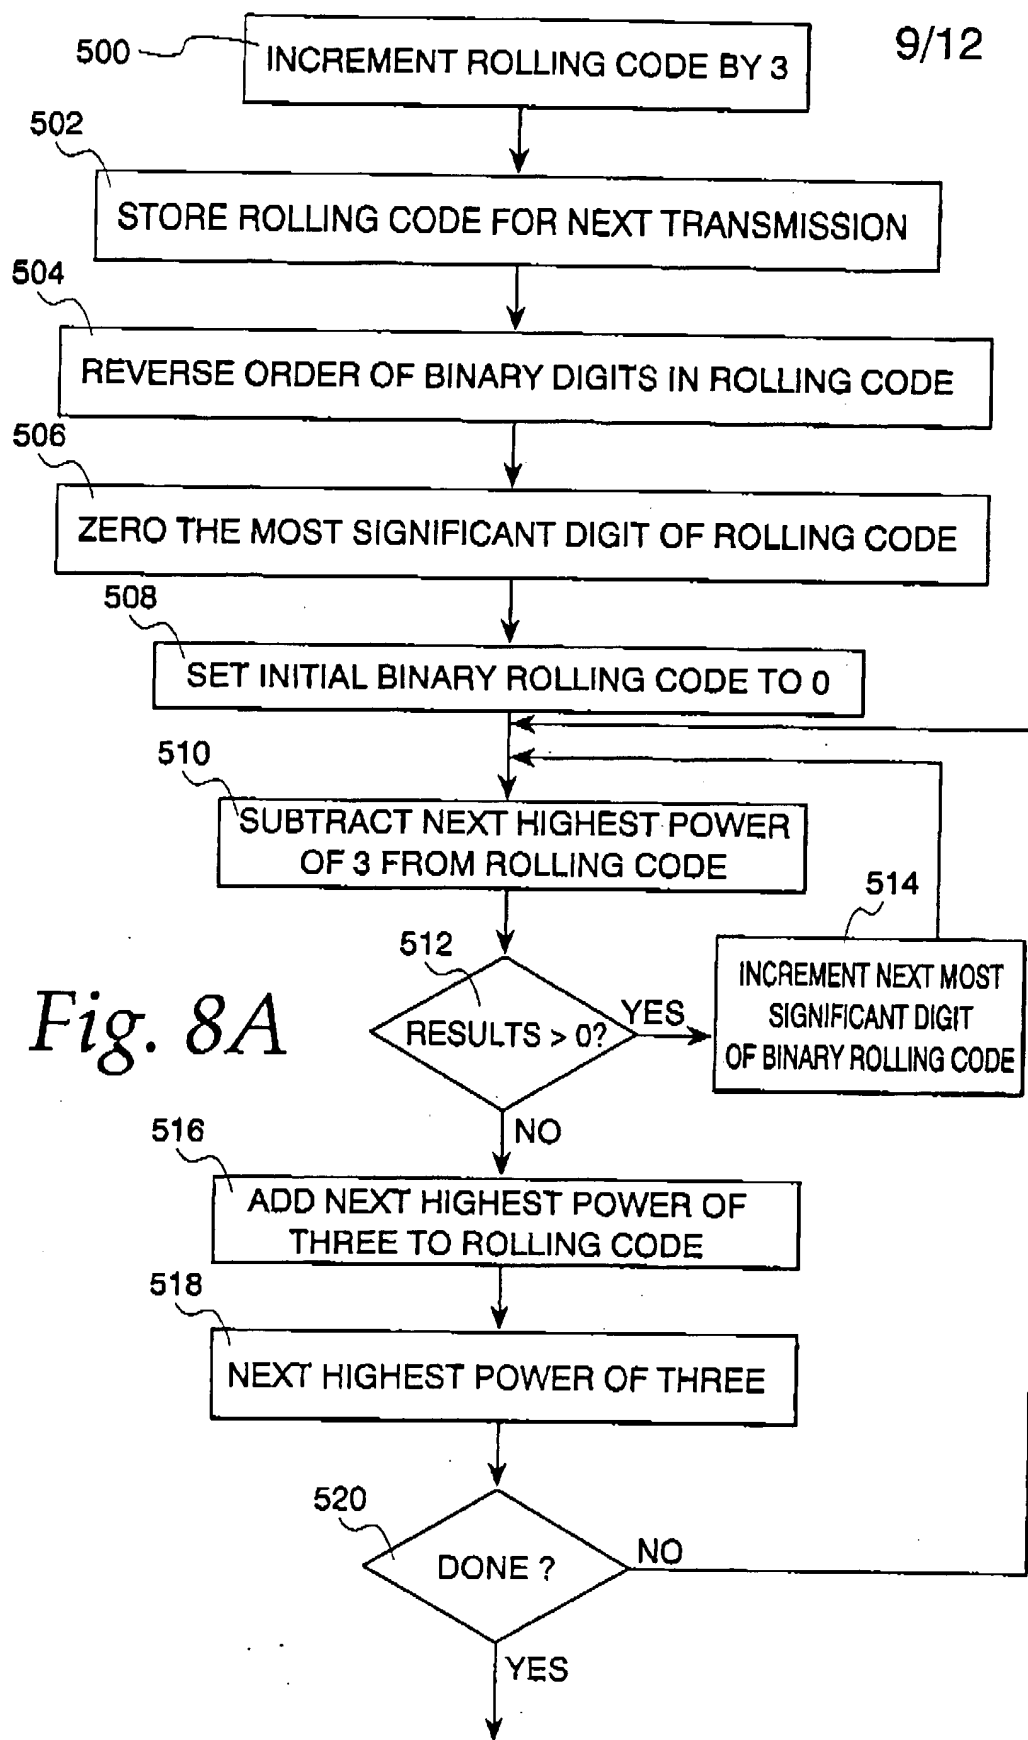 9/12
500
INCREMENT ROLLING CODE BY 3
502
STORE ROLLING CODE FOR NEXT TRANSMISSION
504
REVERSE ORDER OF BINARY DIGITS IN ROLLING CODE
506
ZERO THE MOST SIGNIFICANT DIGIT OF ROLLING CODE
508
SET INITIAL BINARY ROLLING CODE TO 0
510
SUBTRACT NEXT HIGHEST POWER
OF 3 FROM ROLLING CODE
512
RESULTS > 0?
YES
514
INCREMENT NEXT MOST
SIGNIFICANT DIGIT
OF BINARY ROLLING CODE
Fig. 8A
NO
516
ADD NEXT HIGHEST POWER OF
THREE TO ROLLING CODE
518
NEXT HIGHEST POWER OF THREE
520
DONE ?
NO
YES